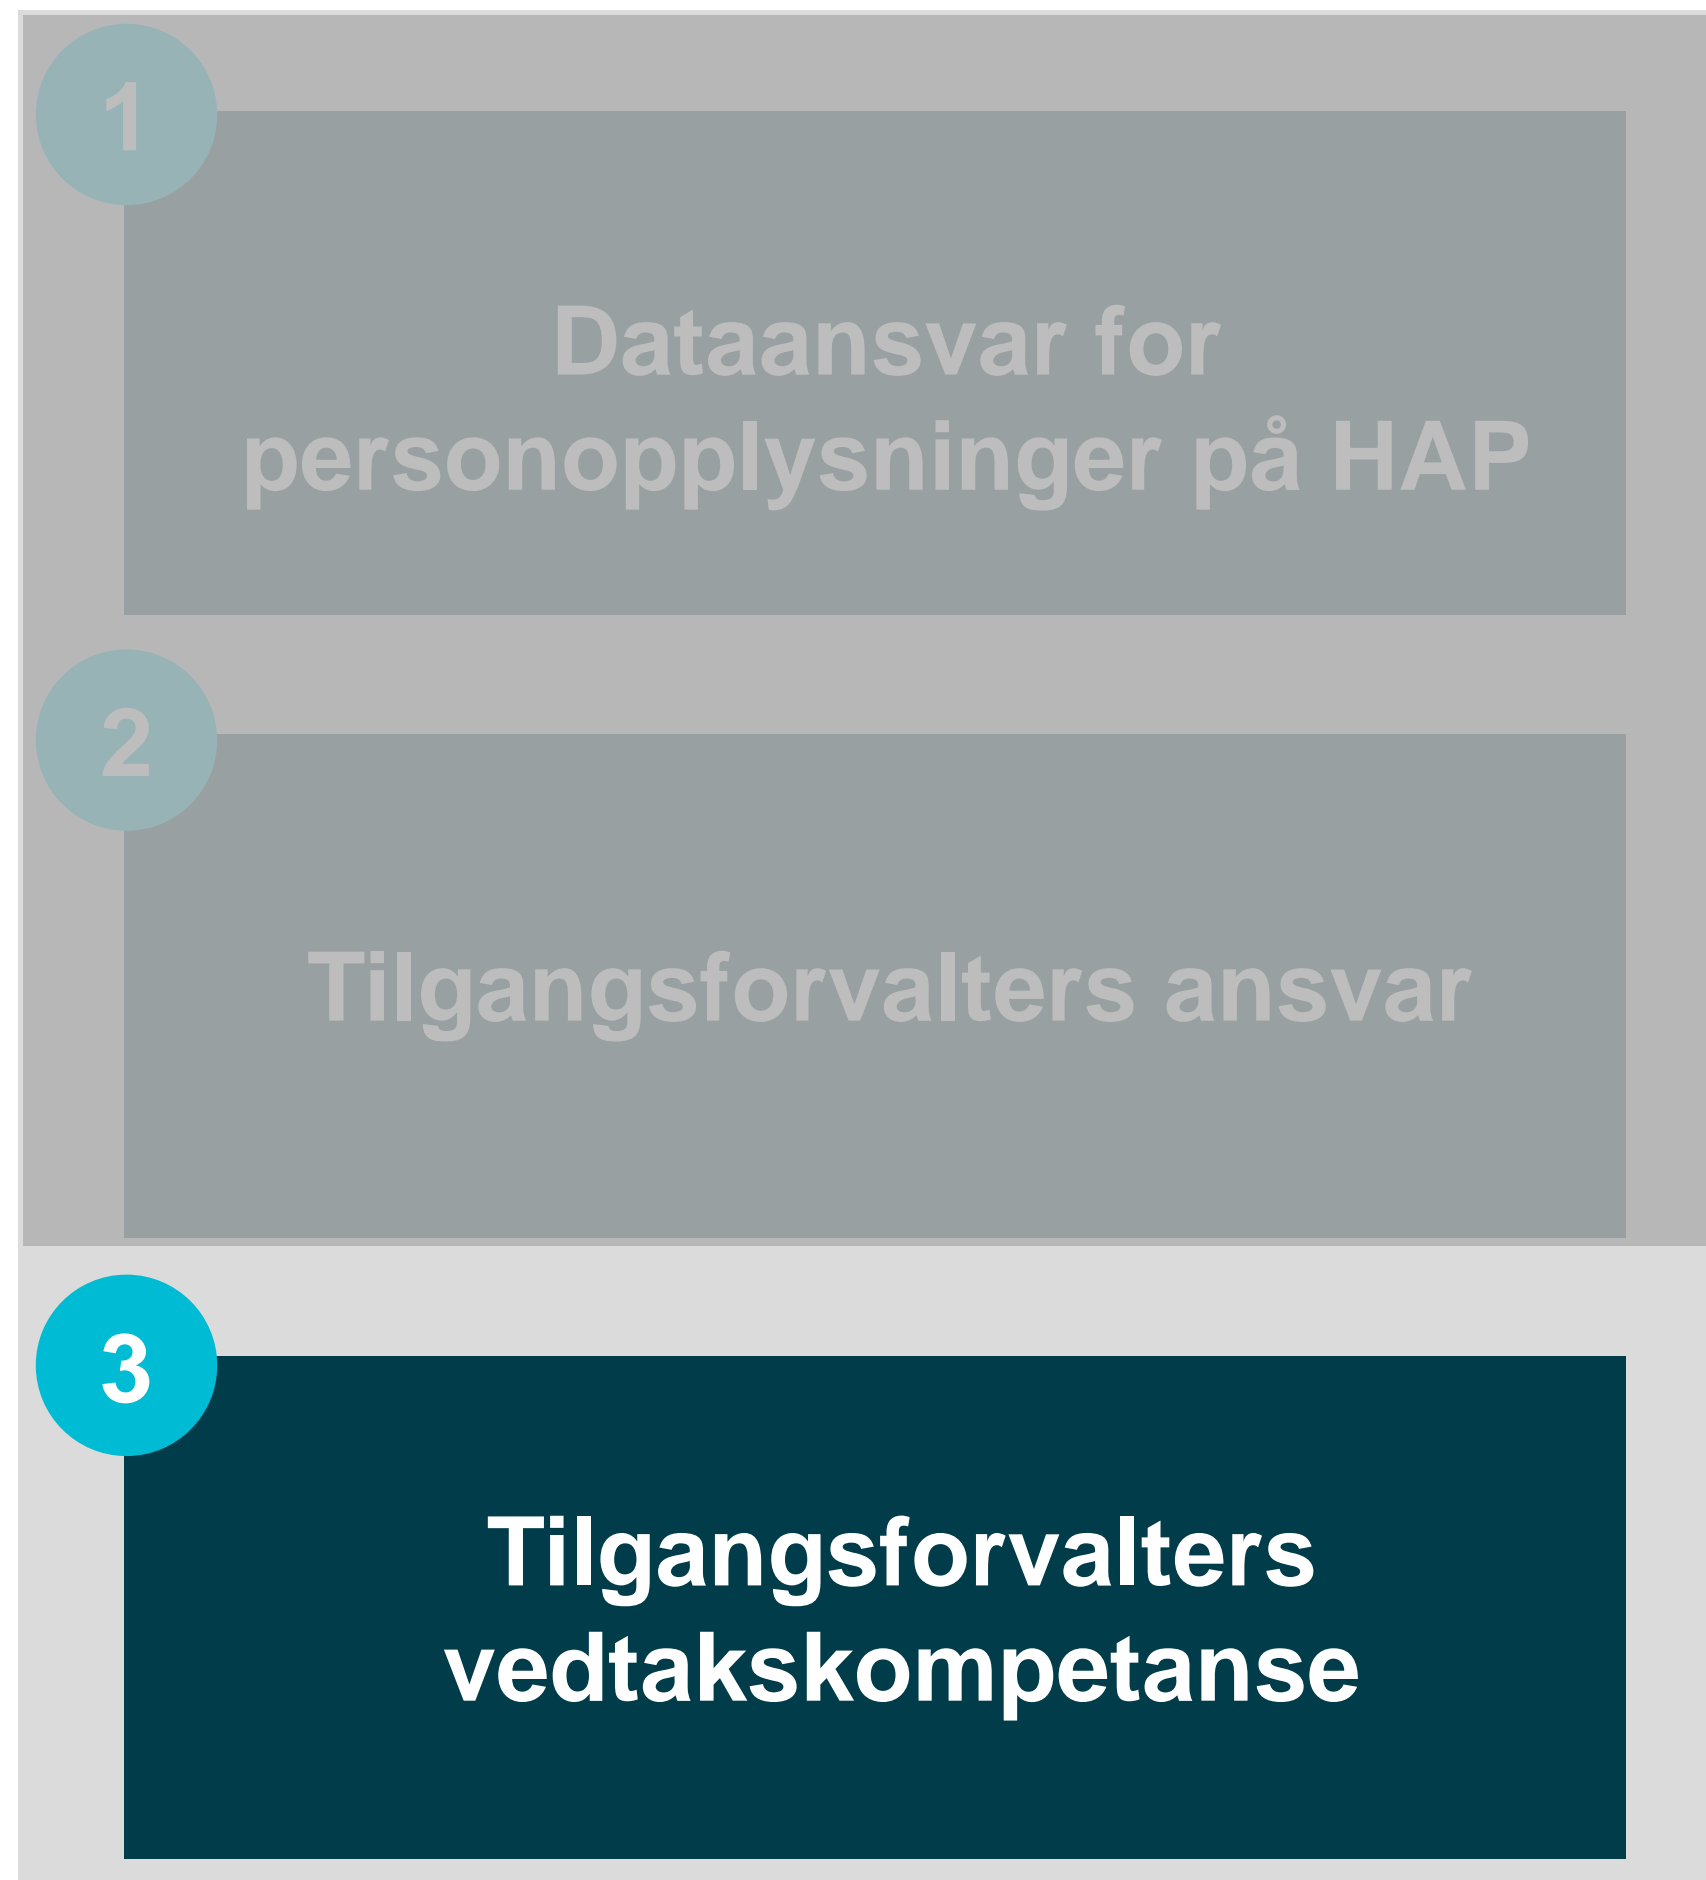 1
Dataansvar for
personopplysninger på HAP
2
Tilgangsforvalters ansvar
3
Tilgangsforvalters
vedtakskompetanse